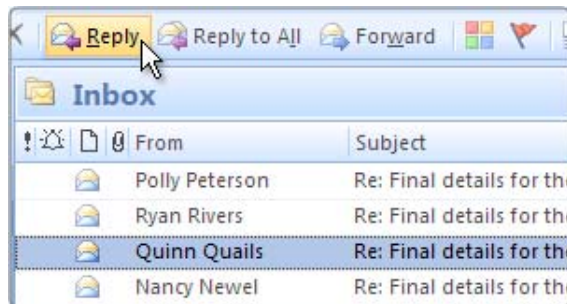 Reply Reply to All Forward
Inbox
! From Subject
Polly Peterson Re: Final details for the
Ryan Rivers Re: Final details for the
Quinn Quails Re: Final details for the
Nancy Newel Re: Final details for the